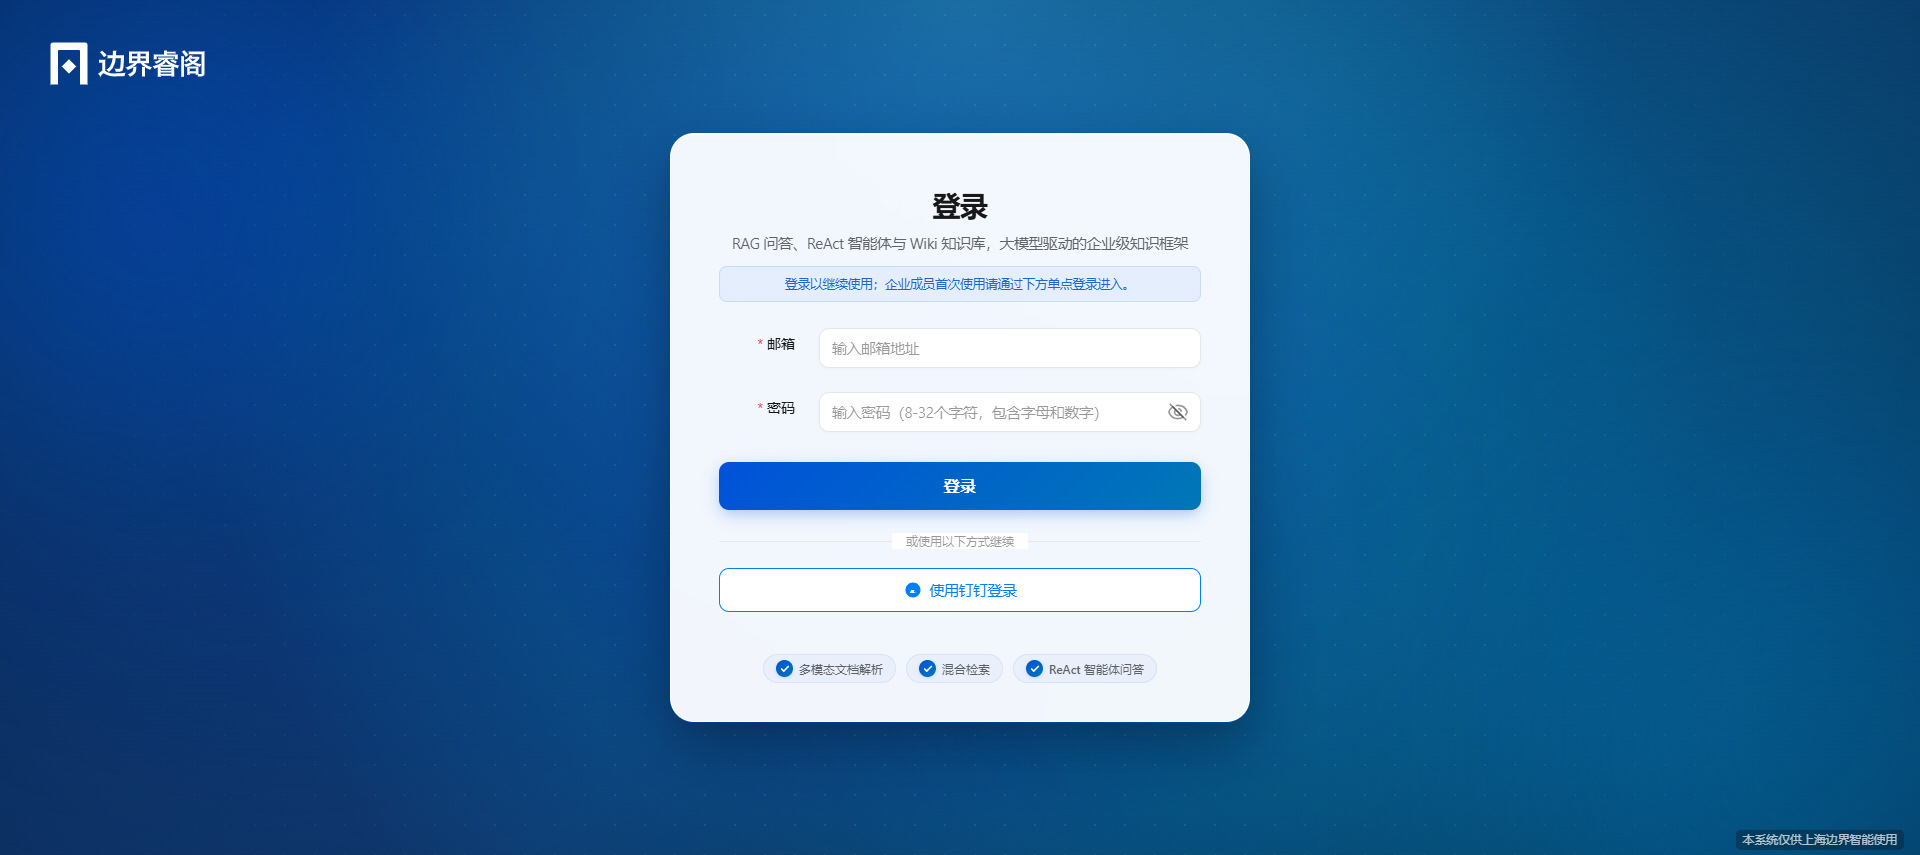 边界睿阁
登录
RAG 问答、ReAct 智能体与 Wiki 知识库，大模型驱动的企业级知识框架
登录以继续使用；企业成员首次使用请通过下方单点登录进入。
* 邮箱
输入邮箱地址
* 密码
输入密码（8-32个字符，包含字母和数字）
登录
或使用以下方式继续
使用钉钉登录
多模态文档解析
混合检索
ReAct 智能体问答
本系统仅供上海边界智能使用